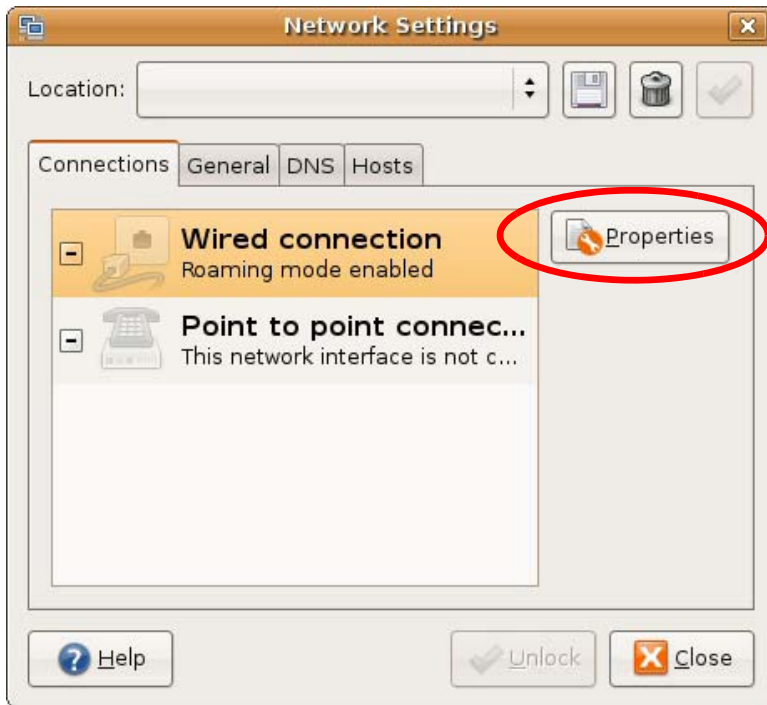 Network Settings
Location:
Connections General DNS Hosts
Wired connection
Roaming mode enabled
Properties
Point to point connec...
This network interface is not c...
Help Unlock Close